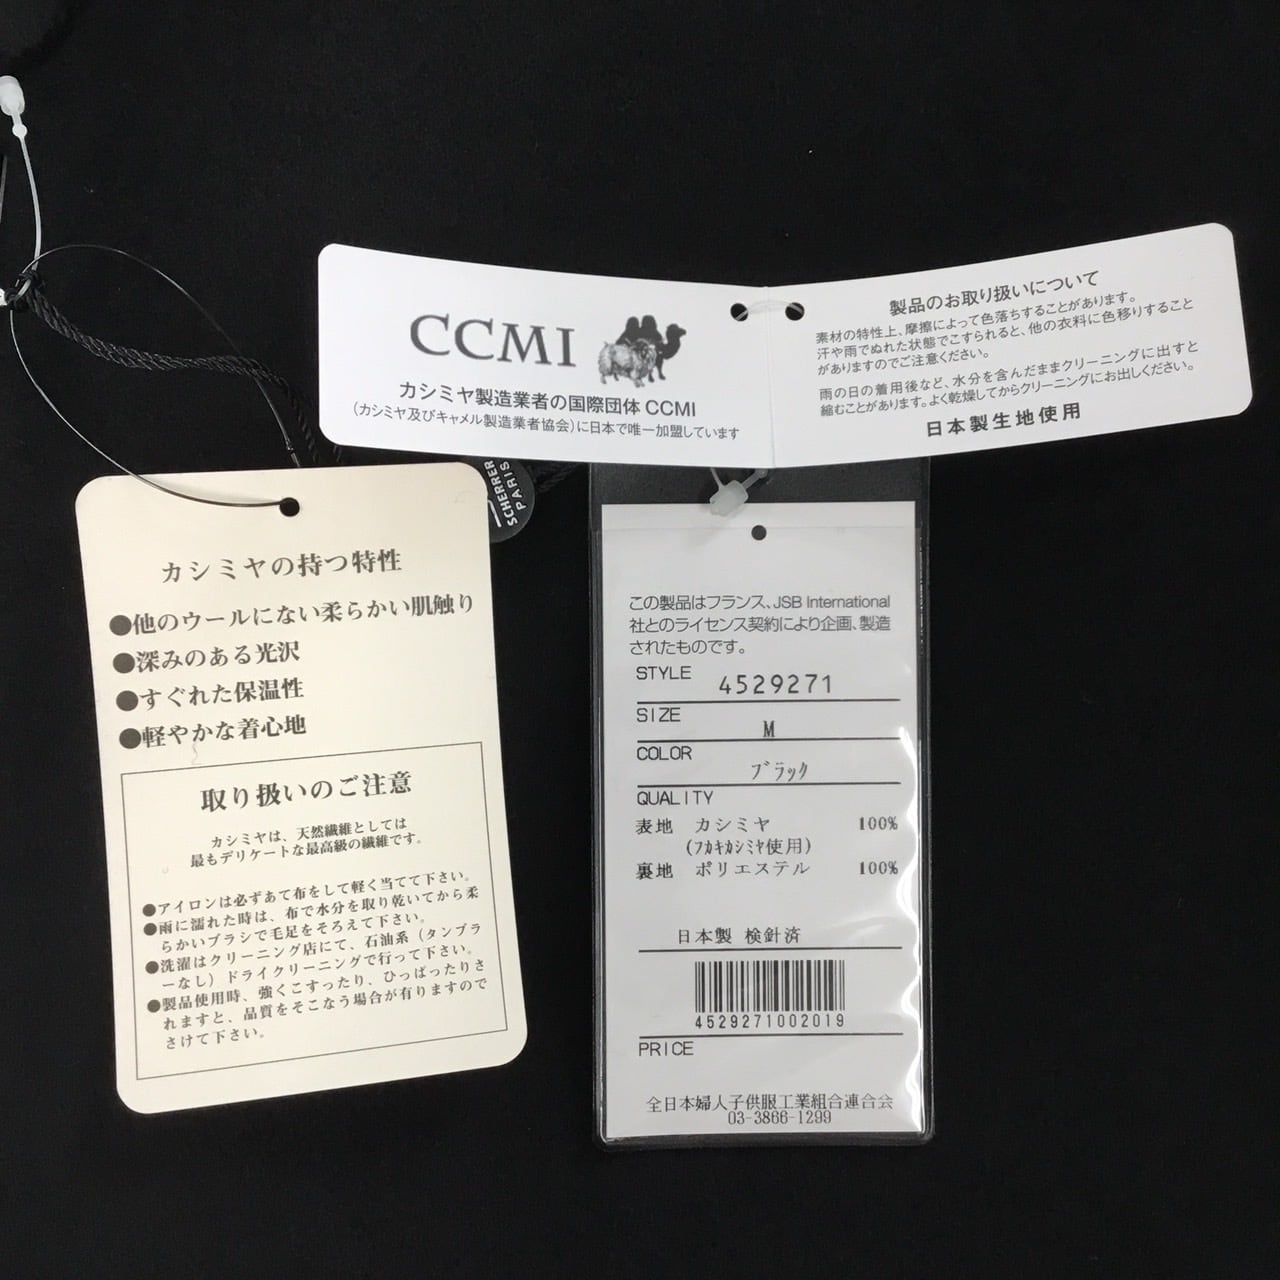 CCMI
カシミヤ製造業者の国際団体 CCMI
(カシミヤ及びキャメル製造業者協会)に日本で唯一加盟しています
製品のお取り扱いについて
素材の特性上、摩擦によって色落ちすることがあります。
汗や雨でぬれた状態でこすられると、他の衣料に色移りすること
がありますのでご注意ください。
雨の日の着用後など、水分を含んだままクリーニングに出すと
縮むことがあります。よく乾燥してからクリーニングにお出しください。
日本製生地使用
SCHERRER
PARIS
カシミヤの持つ特性
●他のウールにない柔らかい肌触り
●深みのある光沢
●すぐれた保温性
●軽やかな着心地
取り扱いのご注意
カシミヤは、天然繊維としては
最もデリケートな最高級の繊維です。
●アイロンは必ずあて布をして軽く当てて下さい。
●雨に濡れた時は、布で水分を取り乾いてから柔
らかいブラシで毛足をそろえて下さい。
●洗濯はクリーニング店にて、石油系(タンブラ
ーなし)ドライクリーニングで行って下さい。
●製品使用時、強くこすったり、ひっぱったりさ
れますと、品質をそこなう場合が有りますので
さけて下さい。
この製品はフランス、JSB International
社とのライセンス契約により企画、製造
されたものです。
STYLE 4529271
SIZE M
COLOR ブラック
QUALITY
表地 カシミヤ 100%
(フカキカシミヤ使用)
裏地 ポリエステル 100%
日本製 検針済
4529271002019
PRICE
全日本婦人子供服工業組合連合会
03-3866-1299